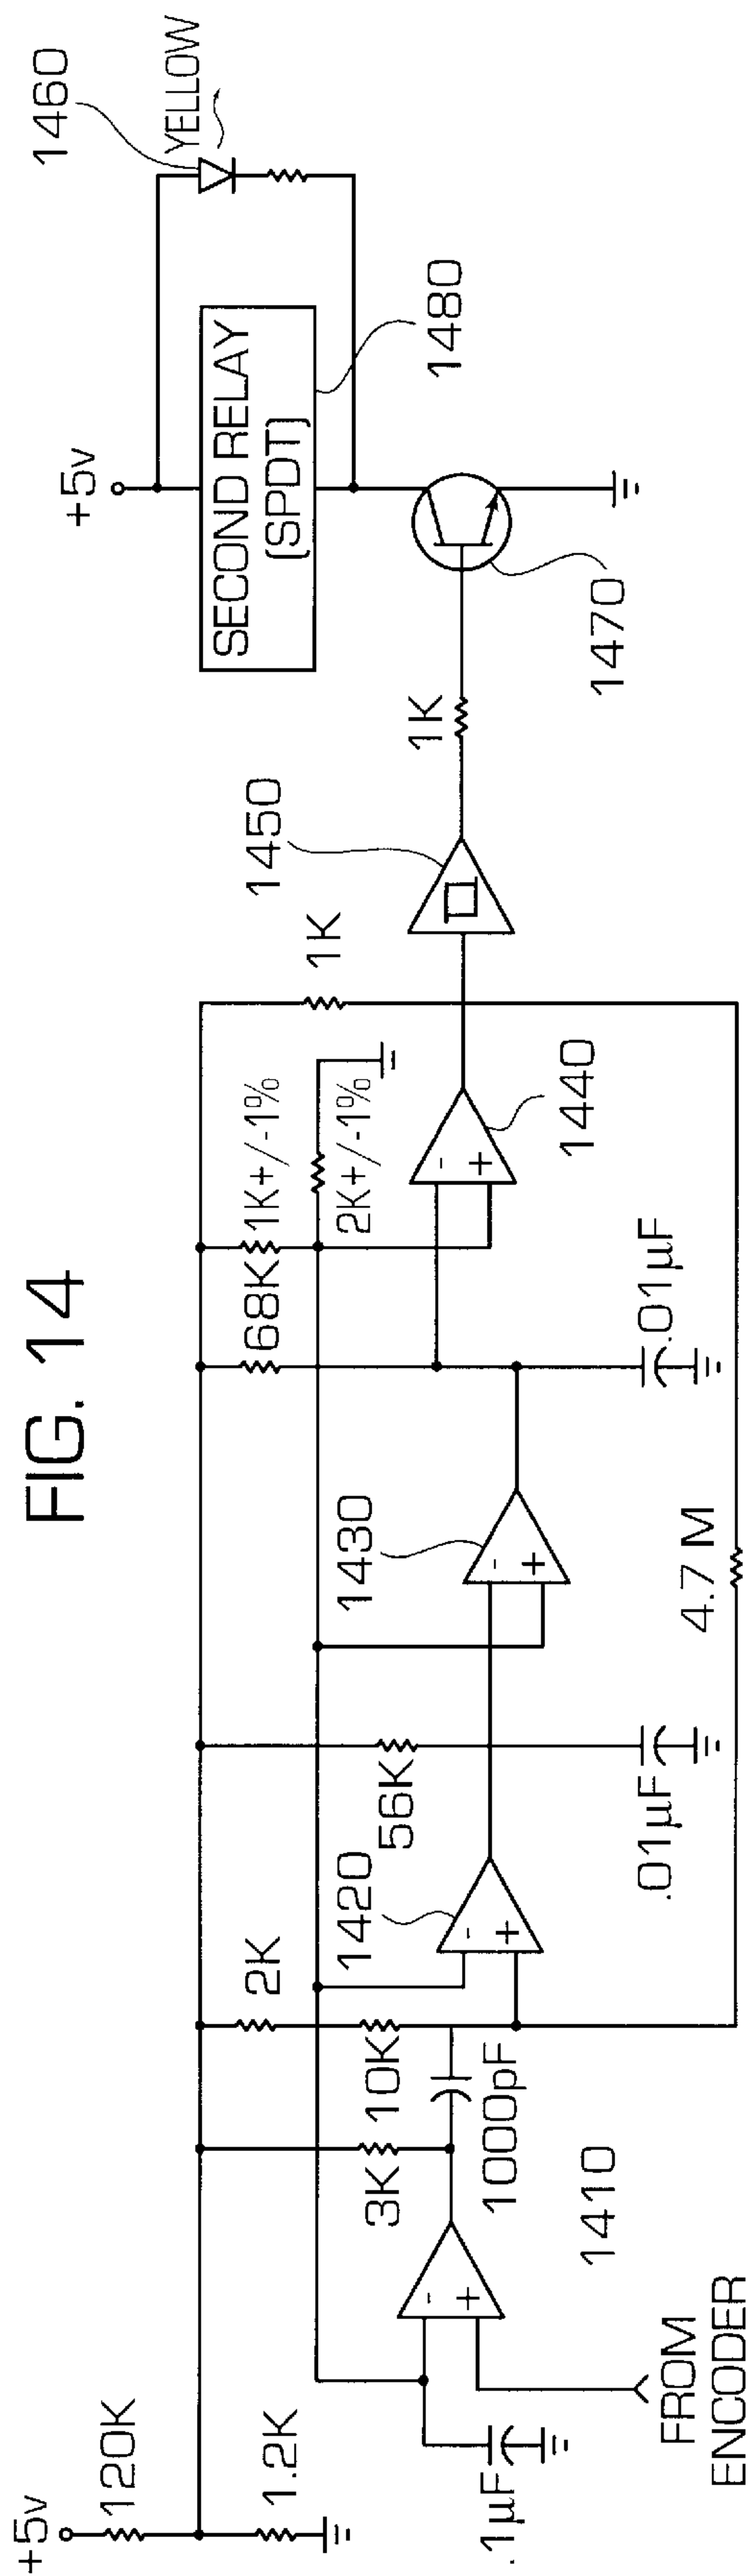 FIG. 14
+5v
120K
1.2K
.1µF
FROM
ENCODER
-
+
1410
3K
1000pF
2K
10K
1420
-
+
56K
.01µF
1430
-
+
4.7 M
68K
.01µF
1K+/-1%
2K+/-1%
-
+
1440
1K
1450
1K
1470
+5v
SECOND RELAY
(SPDT)
1480
1460
YELLOW